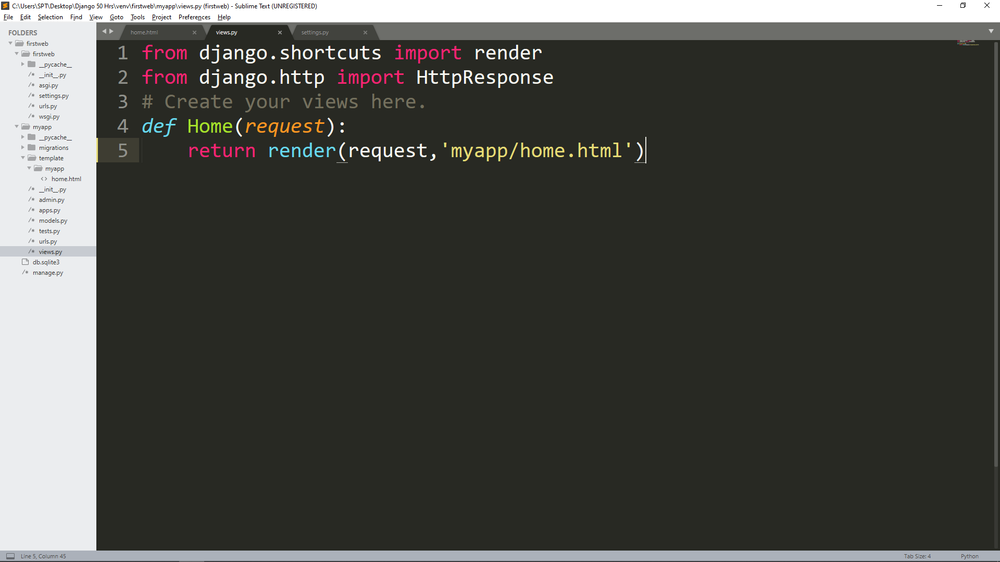 C:\Users\SPT\Desktop\Django 50 Hrs\venv\firstweb\myapp\views.py (firstweb) - Sublime Text (UNREGISTERED)
File Edit Selection Find View Goto Tools Project Preferences Help
FOLDERS
firstweb
firstweb
__pycache__
/* __init__.py
/* asgi.py
/* settings.py
/* urls.py
/* wsgi.py
myapp
__pycache__
migrations
template
myapp
<> home.html
/* __init__.py
/* admin.py
/* apps.py
/* models.py
/* tests.py
/* urls.py
/* views.py
db.sqlite3
/* manage.py
home.html × views.py × settings.py ×
1 from django.shortcuts import render
2 from django.http import HttpResponse
3 # Create your views here.
4 def Home(request):
5     return render(request,'myapp/home.html')
Line 5, Column 45 Tab Size: 4 Python